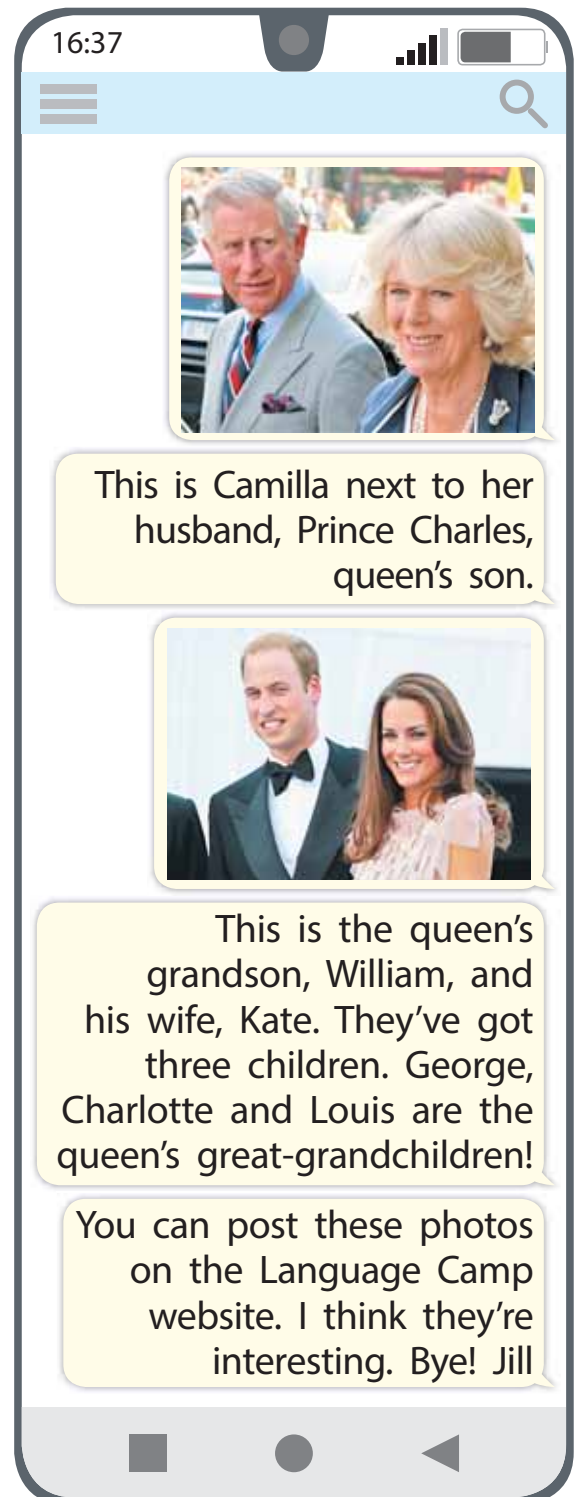 16:37
This is Camilla next to her
husband, Prince Charles,
queen's son.
This is the queen's
grandson, William, and
his wife, Kate. They've got
three children. George,
Charlotte and Louis are the
queen's great-grandchildren!
You can post these photos
on the Language Camp
website. I think they're
interesting. Bye! Jill